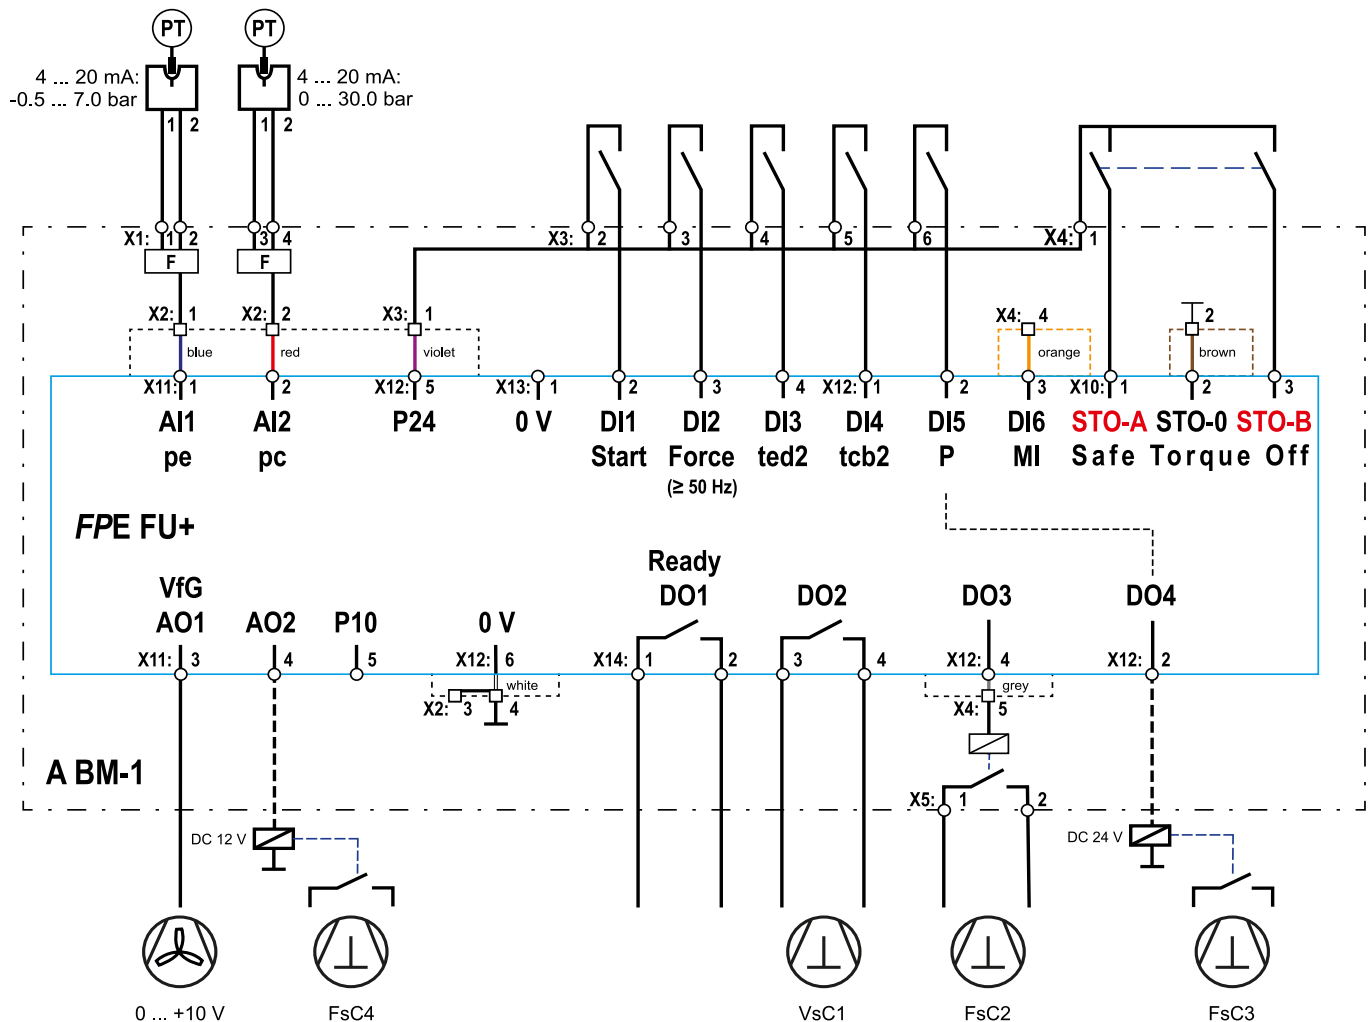 PT PT
4 ... 20 mA: 4 ... 20 mA:
-0.5 ... 7.0 bar 0 ... 30.0 bar
1 2 1 2
X1: 1 2 3 4 X3: 2 3 4 5 6 X4: 1
F F
X2: 1 X2: 2 X3: 1 X4: 4 2
blue red violet orange brown
X11: 1 2 X12: 5 X13: 1 2 3 4 X12: 1 2 3 X10: 1 2 3
AI1 AI2 P24 0 V DI1 DI2 DI3 DI4 DI5 DI6 STO-A STO-0 STO-B
pe pc Start Force ted2 tcb2 P MI Safe Torque Off
(≥ 50 Hz)
FPE FU+
Ready
VfG DO1 DO2 DO3 DO4
AO1 AO2 P10 0 V
X11: 3 4 5 X12: 6 X14: 1 2 3 4 X12: 4 X12: 2
white grey
X2: 3 4 X4: 5
A BM-1
X5: 1 2
DC 12 V DC 24 V
0 ... +10 V FsC4 VsC1 FsC2 FsC3